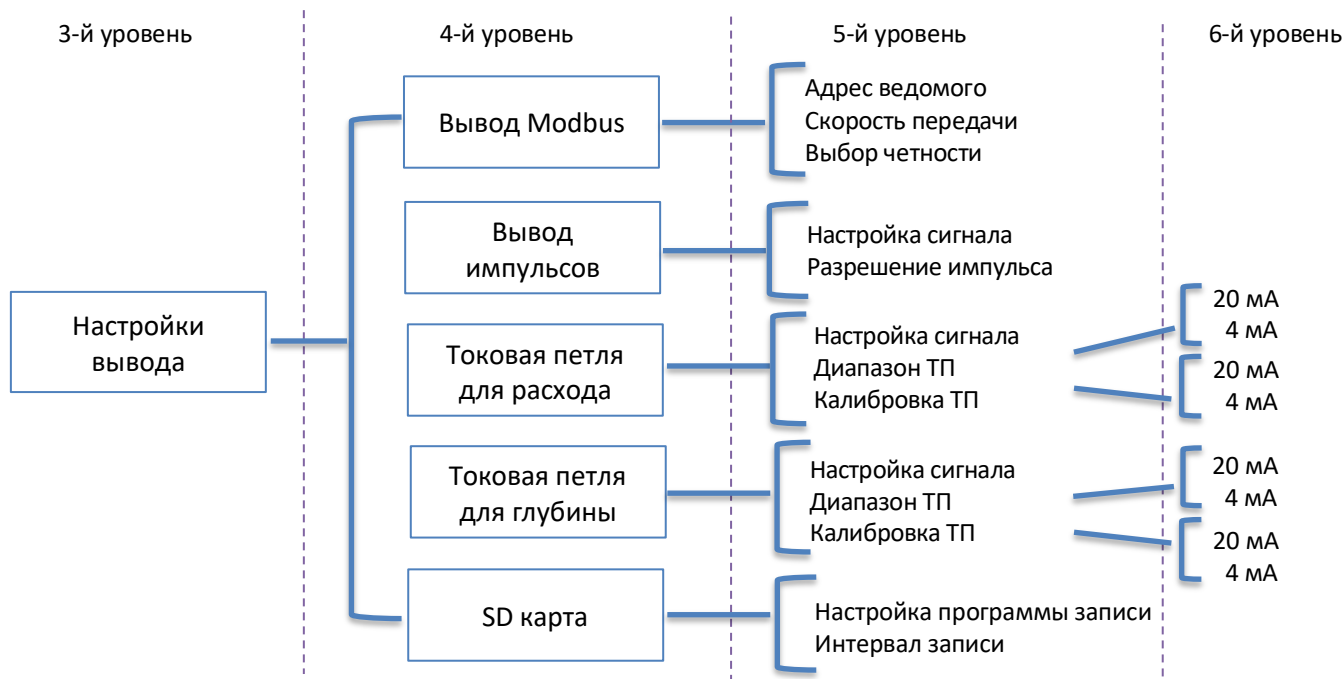 3-й уровень
4-й уровень
5-й уровень
6-й уровень
Настройки
вывода
Вывод Modbus
Адрес ведомого
Скорость передачи
Выбор четности
Вывод
импульсов
Настройка сигнала
Разрешение импульса
Токовая петля
для расхода
Настройка сигнала
Диапазон ТП
Калибровка ТП
20 мА
4 мА
20 мА
4 мА
Токовая петля
для глубины
Настройка сигнала
Диапазон ТП
Калибровка ТП
20 мА
4 мА
20 мА
4 мА
SD карта
Настройка программы записи
Интервал записи